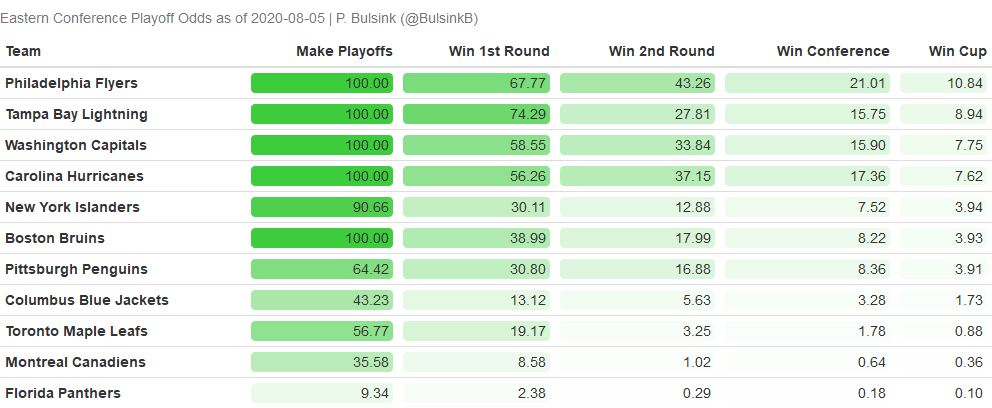 Eastern Conference Playoff Odds as of 2020-08-05 | P. Bulsink (@BulsinkB)
Team Make Playoffs Win 1st Round Win 2nd Round Win Conference Win Cup
Philadelphia Flyers 100.00 67.77 43.26 21.01 10.84
Tampa Bay Lightning 100.00 74.29 27.81 15.75 8.94
Washington Capitals 100.00 58.55 33.84 15.90 7.75
Carolina Hurricanes 100.00 56.26 37.15 17.36 7.62
New York Islanders 90.66 30.11 12.88 7.52 3.94
Boston Bruins 100.00 38.99 17.99 8.22 3.93
Pittsburgh Penguins 64.42 30.80 16.88 8.36 3.91
Columbus Blue Jackets 43.23 13.12 5.63 3.28 1.73
Toronto Maple Leafs 56.77 19.17 3.25 1.78 0.88
Montreal Canadiens 35.58 8.58 1.02 0.64 0.36
Florida Panthers 9.34 2.38 0.29 0.18 0.10